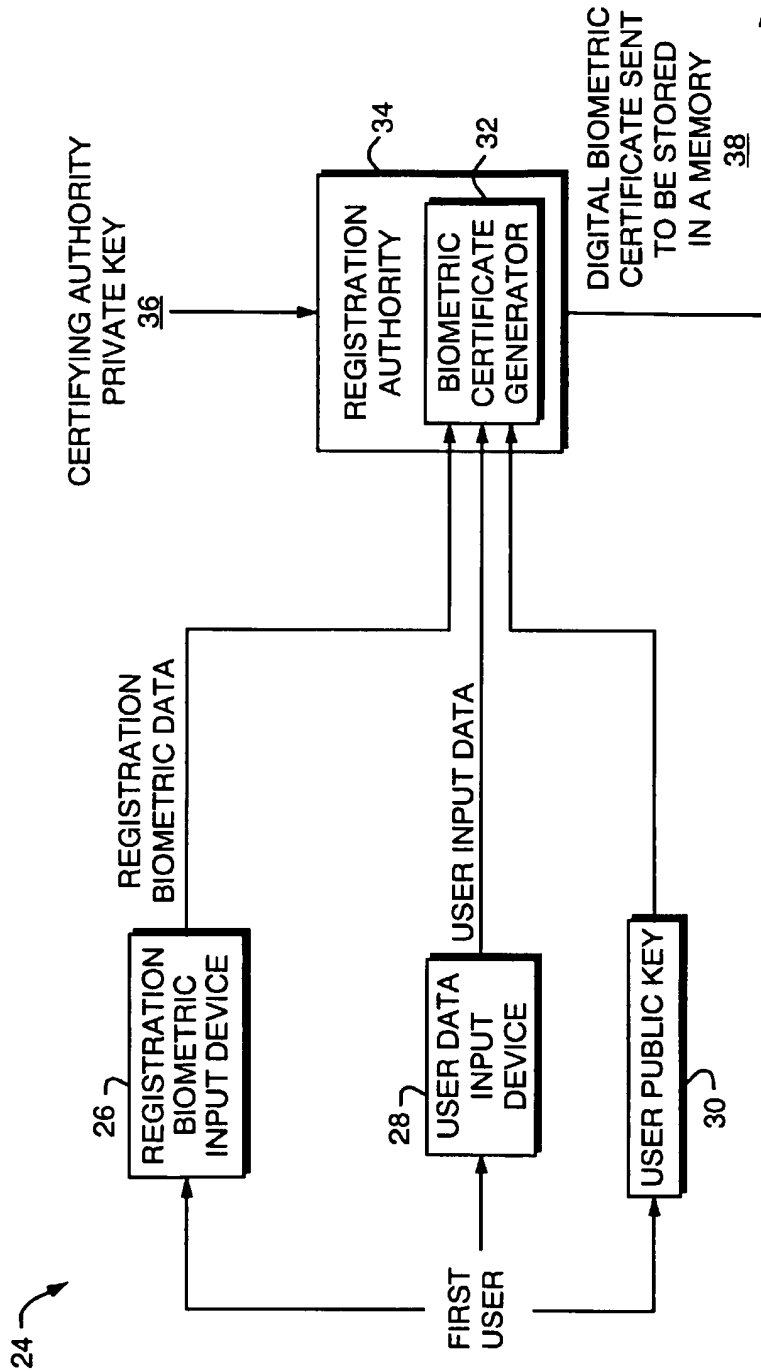 24
FIRST
USER
26
REGISTRATION
BIOMETRIC
INPUT DEVICE
REGISTRATION
BIOMETRIC DATA
28
USER DATA
INPUT
DEVICE
USER INPUT DATA
USER PUBLIC KEY
30
CERTIFYING AUTHORITY
PRIVATE KEY
36
34
REGISTRATION
AUTHORITY
32
BIOMETRIC
CERTIFICATE
GENERATOR
DIGITAL BIOMETRIC
CERTIFICATE SENT
TO BE STORED
IN A MEMORY
38